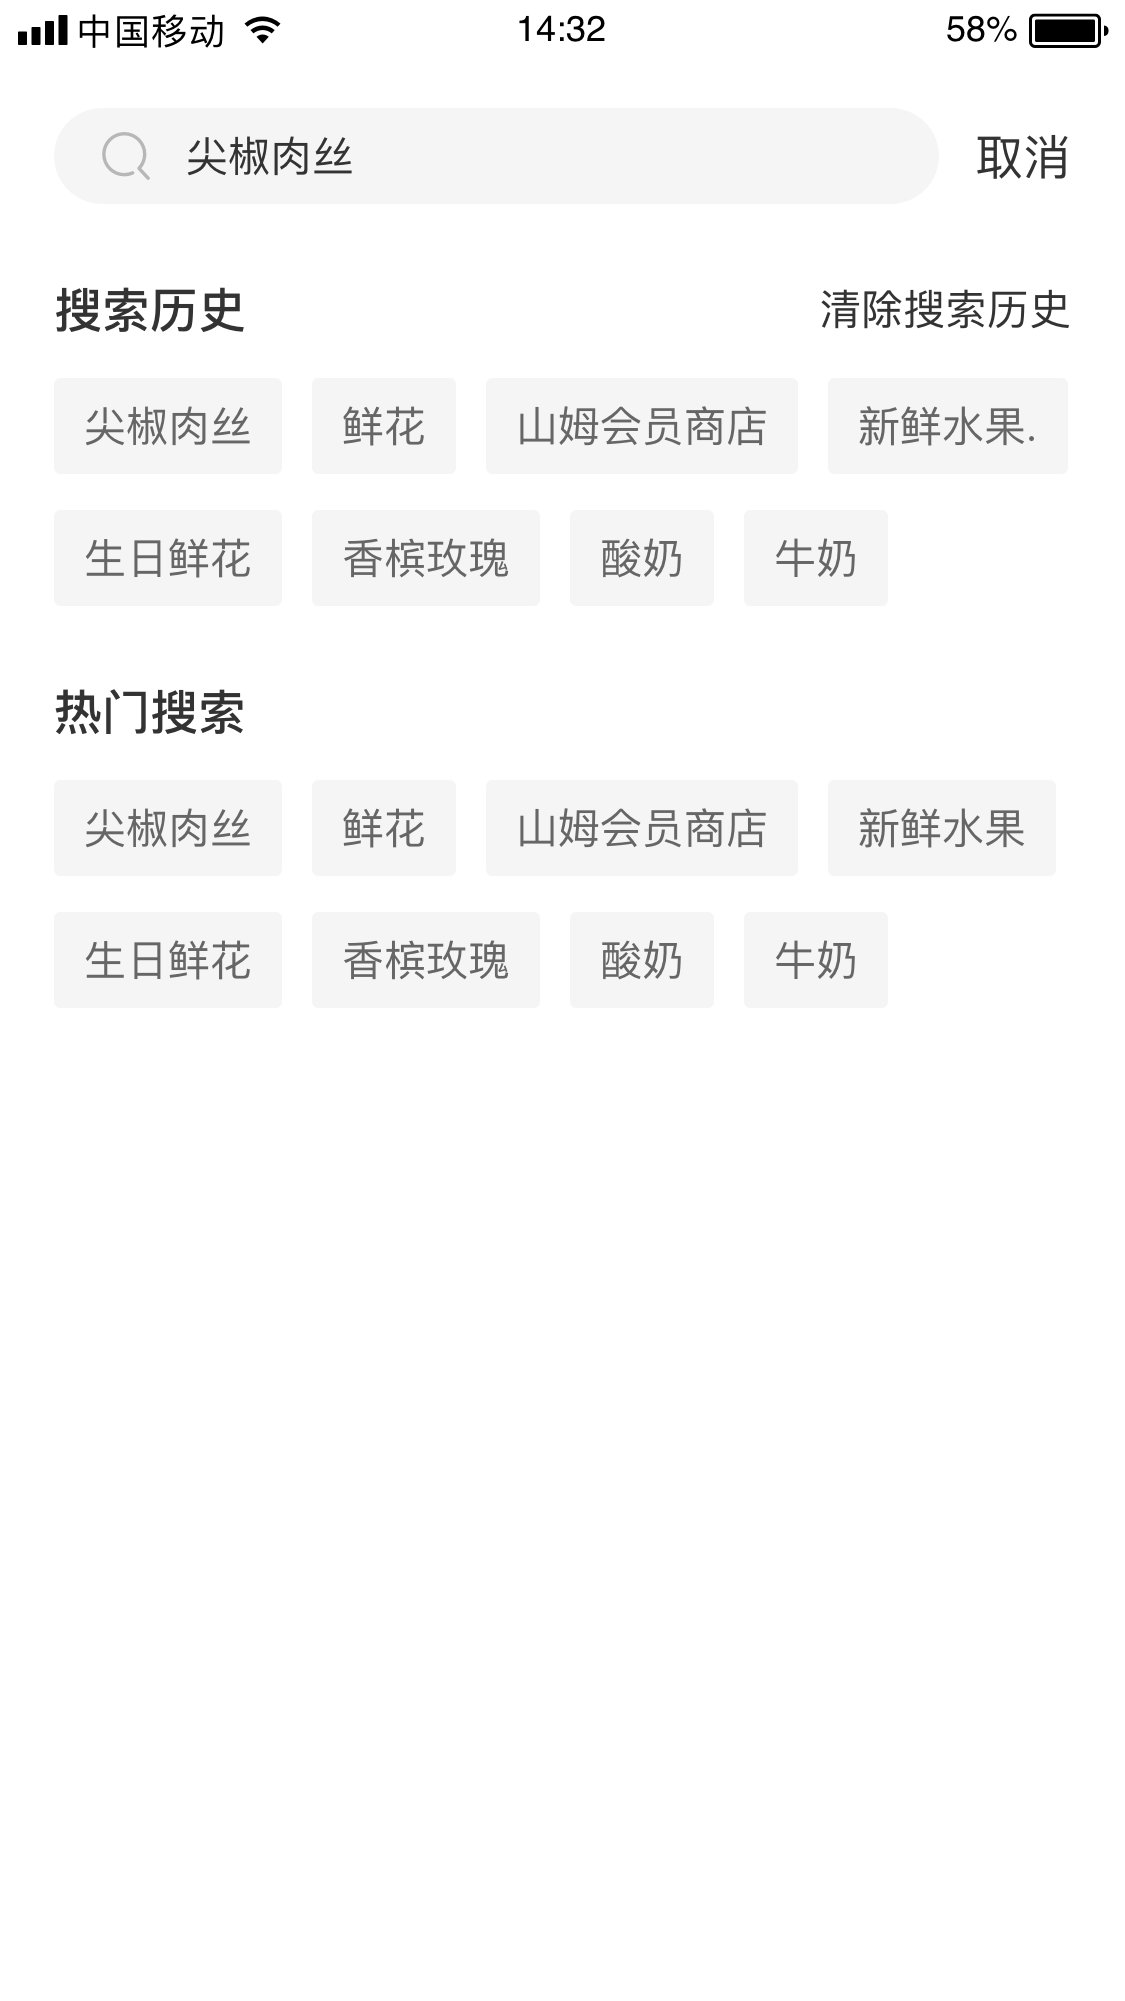 中国移动 14:32 58%
尖椒肉丝 取消
搜索历史 清除搜索历史
尖椒肉丝 鲜花 山姆会员商店 新鲜水果.
生日鲜花 香槟玫瑰 酸奶 牛奶
热门搜索
尖椒肉丝 鲜花 山姆会员商店 新鲜水果
生日鲜花 香槟玫瑰 酸奶 牛奶